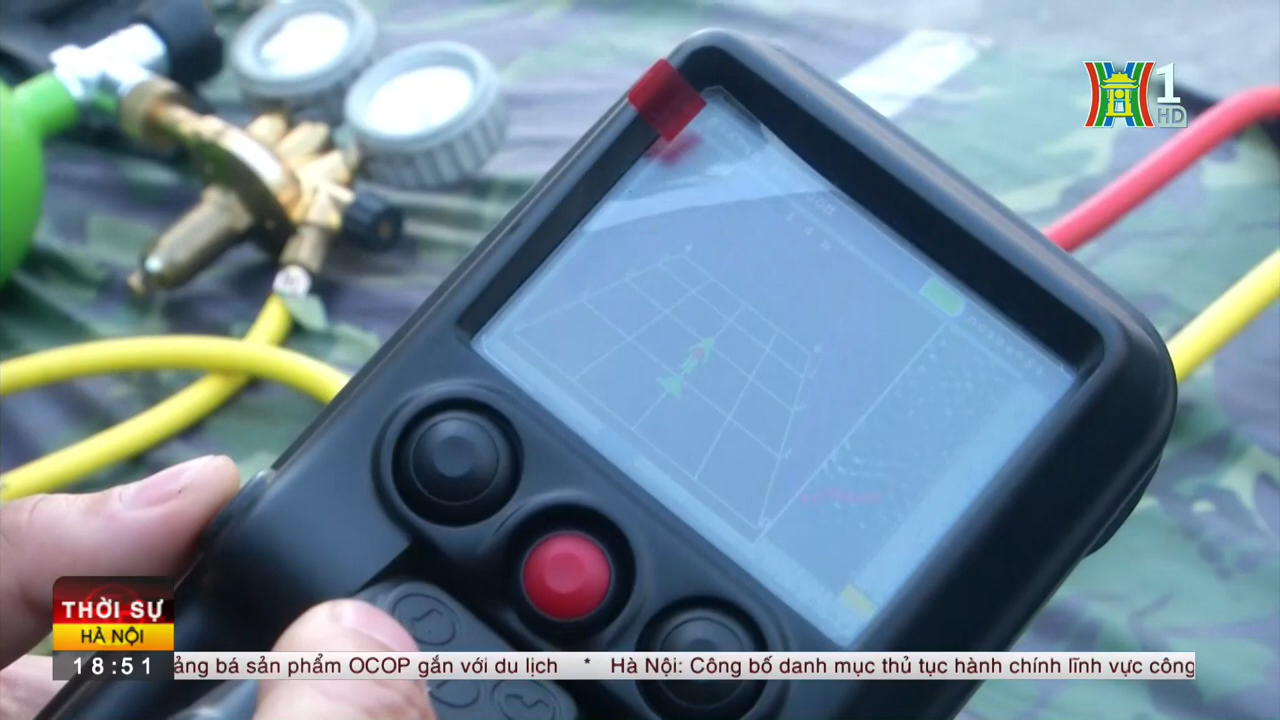 1
HD
THỜI SỰ
HÀ NỘI
18:51
ảng bá sản phẩm OCOP gắn với du lịch * Hà Nội: Công bố danh mục thủ tục hành chính lĩnh vực công